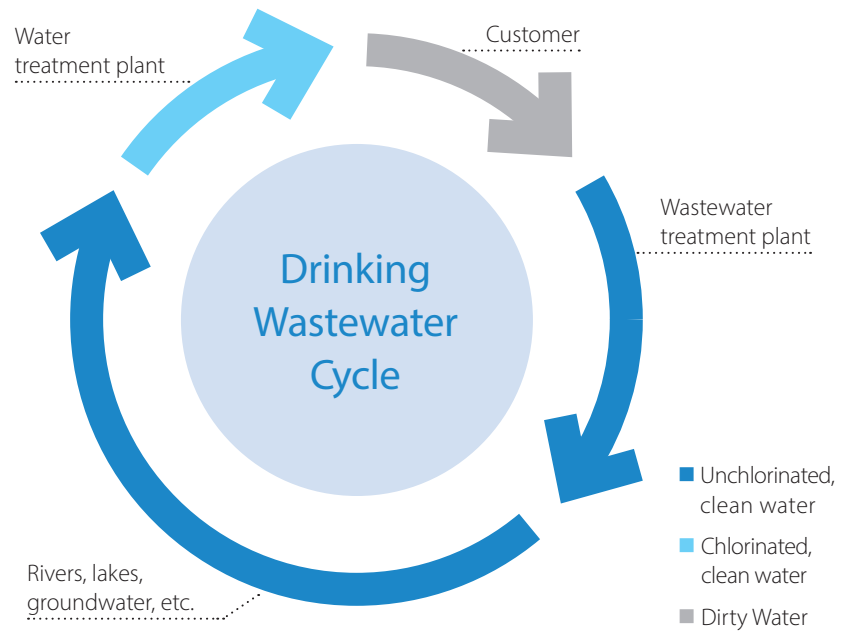 Water
treatment plant
Customer
Wastewater
treatment plant
Drinking
Wastewater
Cycle
Rivers, lakes,
groundwater, etc.
Unchlorinated,
clean water
Chlorinated,
clean water
Dirty Water